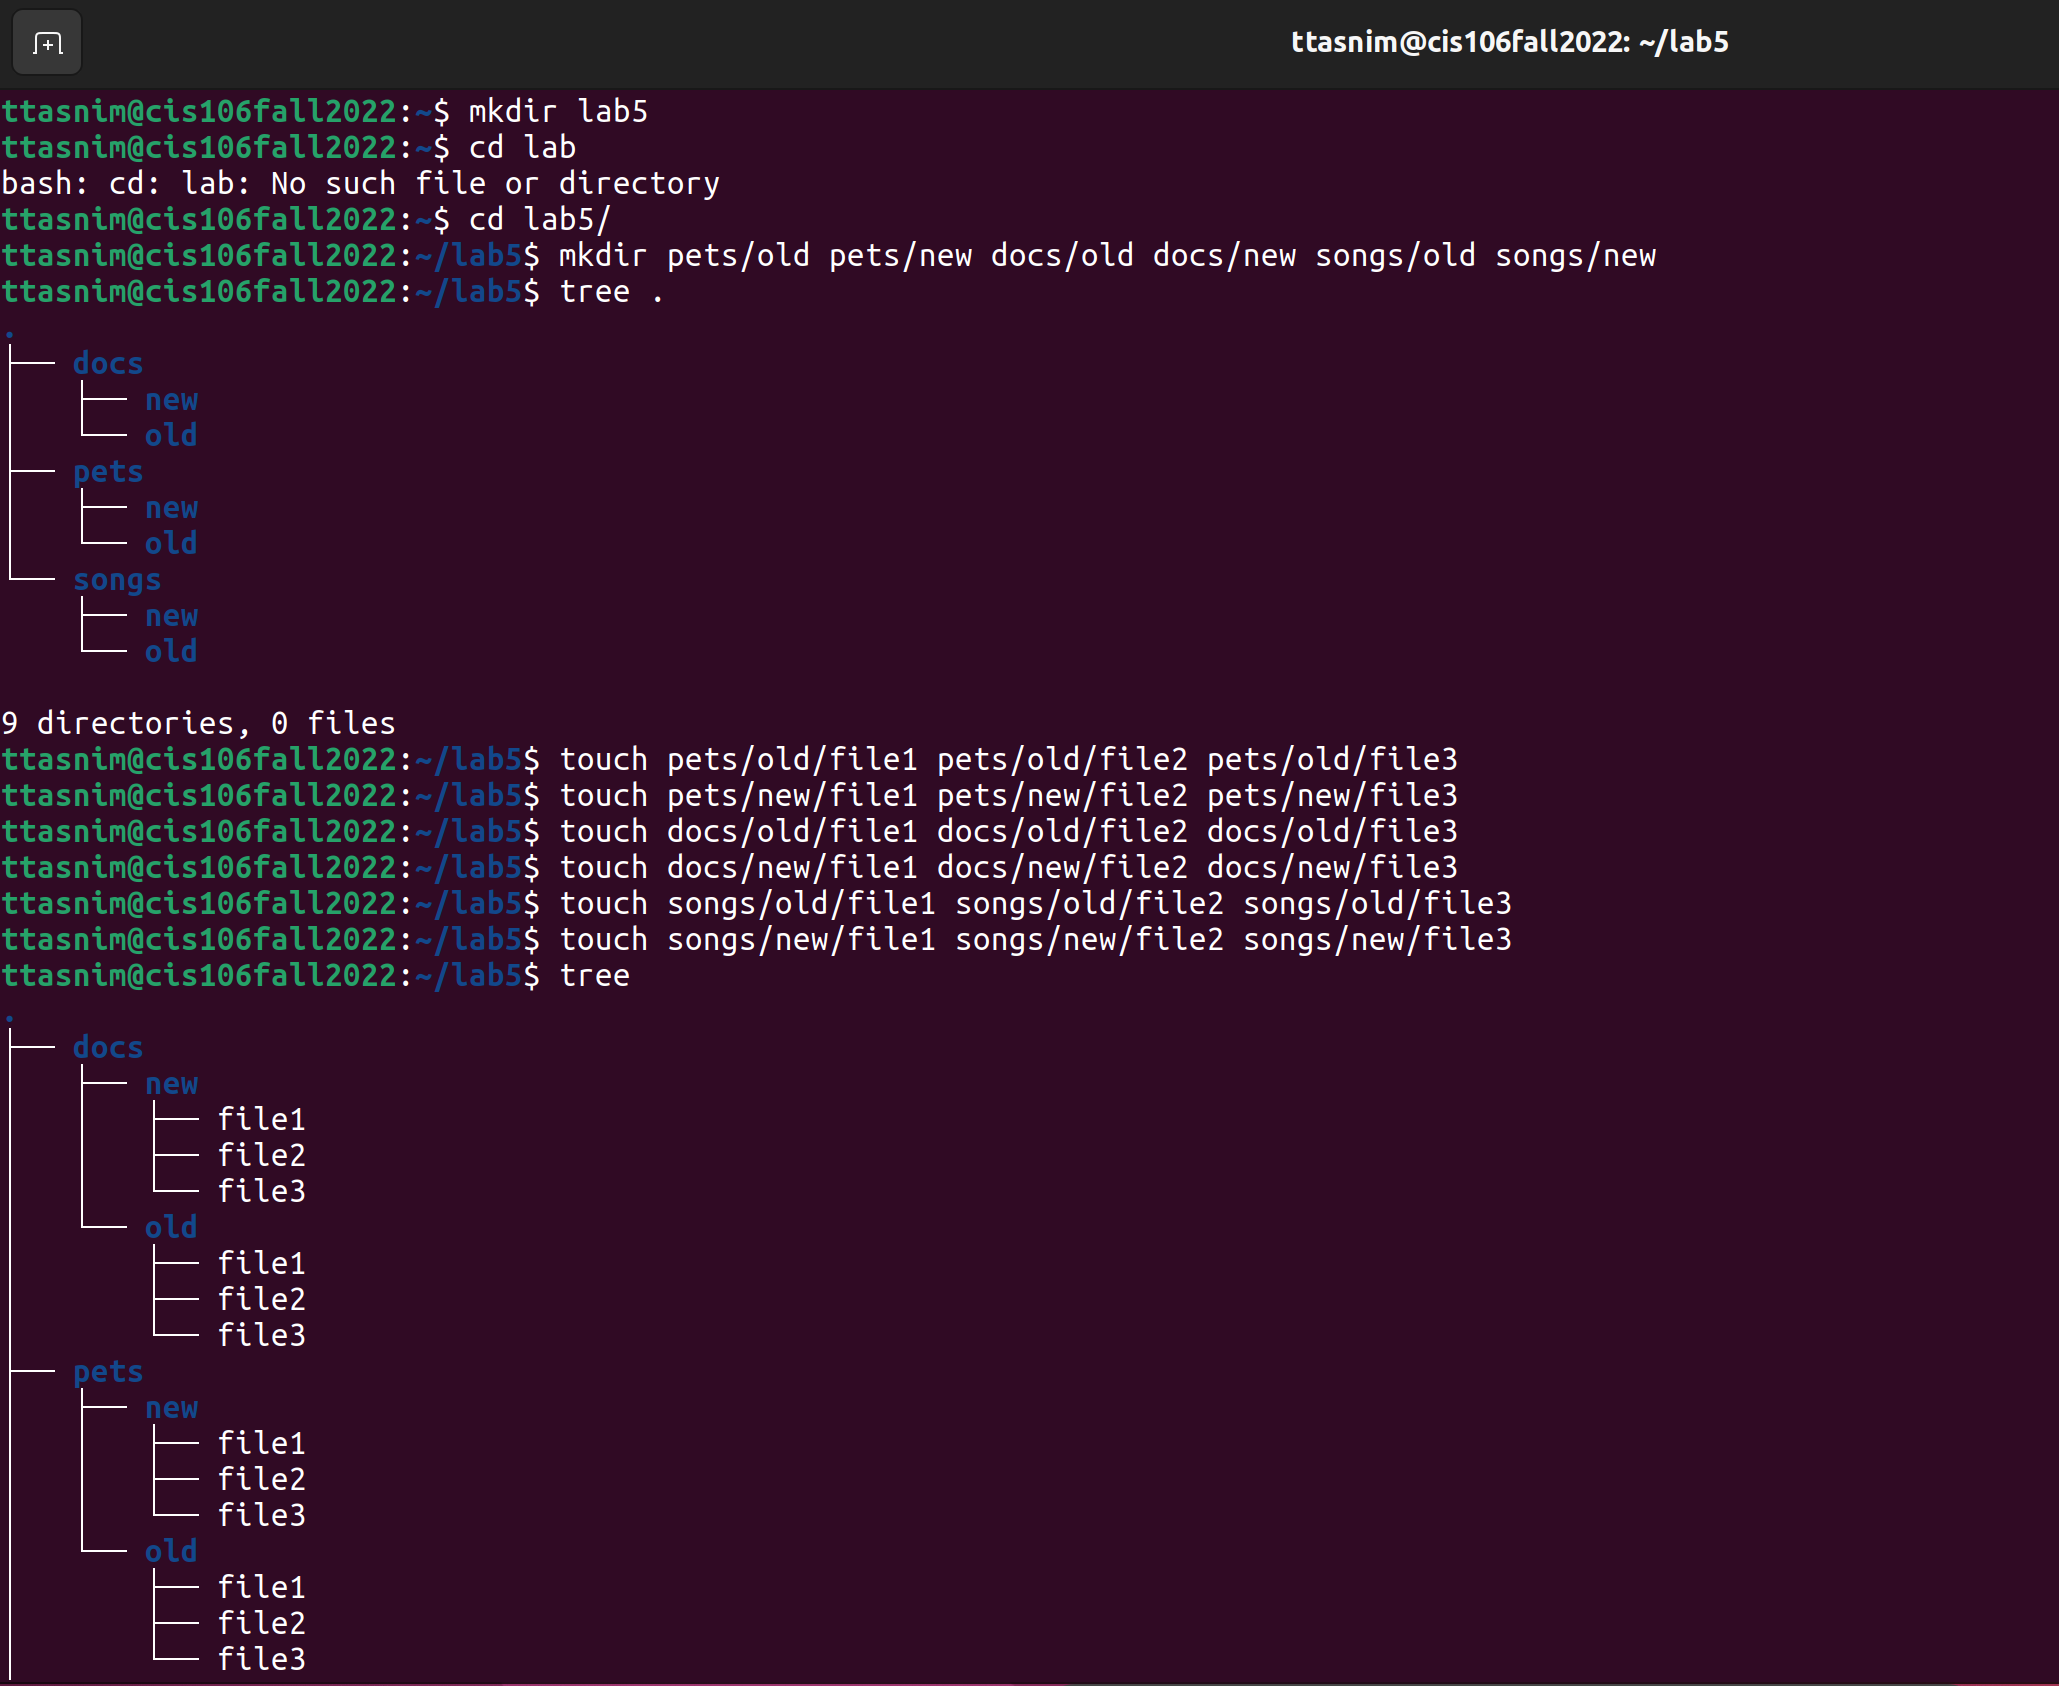 ttasnim@cis106fall2022: ~/lab5
ttasnim@cis106fall2022:~$ mkdir lab5
ttasnim@cis106fall2022:~$ cd lab
bash: cd: lab: No such file or directory
ttasnim@cis106fall2022:~$ cd lab5/
ttasnim@cis106fall2022:~/lab5$ mkdir pets/old pets/new docs/old docs/new songs/old songs/new
ttasnim@cis106fall2022:~/lab5$ tree .
.
├── docs
│   ├── new
│   └── old
├── pets
│   ├── new
│   └── old
└── songs
    ├── new
    └── old
9 directories, 0 files
ttasnim@cis106fall2022:~/lab5$ touch pets/old/file1 pets/old/file2 pets/old/file3
ttasnim@cis106fall2022:~/lab5$ touch pets/new/file1 pets/new/file2 pets/new/file3
ttasnim@cis106fall2022:~/lab5$ touch docs/old/file1 docs/old/file2 docs/old/file3
ttasnim@cis106fall2022:~/lab5$ touch docs/new/file1 docs/new/file2 docs/new/file3
ttasnim@cis106fall2022:~/lab5$ touch songs/old/file1 songs/old/file2 songs/old/file3
ttasnim@cis106fall2022:~/lab5$ touch songs/new/file1 songs/new/file2 songs/new/file3
ttasnim@cis106fall2022:~/lab5$ tree
.
├── docs
│   ├── new
│   │   ├── file1
│   │   ├── file2
│   │   └── file3
│   └── old
│       ├── file1
│       ├── file2
│       └── file3
├── pets
│   ├── new
│   │   ├── file1
│   │   ├── file2
│   │   └── file3
│   └── old
│       ├── file1
│       ├── file2
│       └── file3